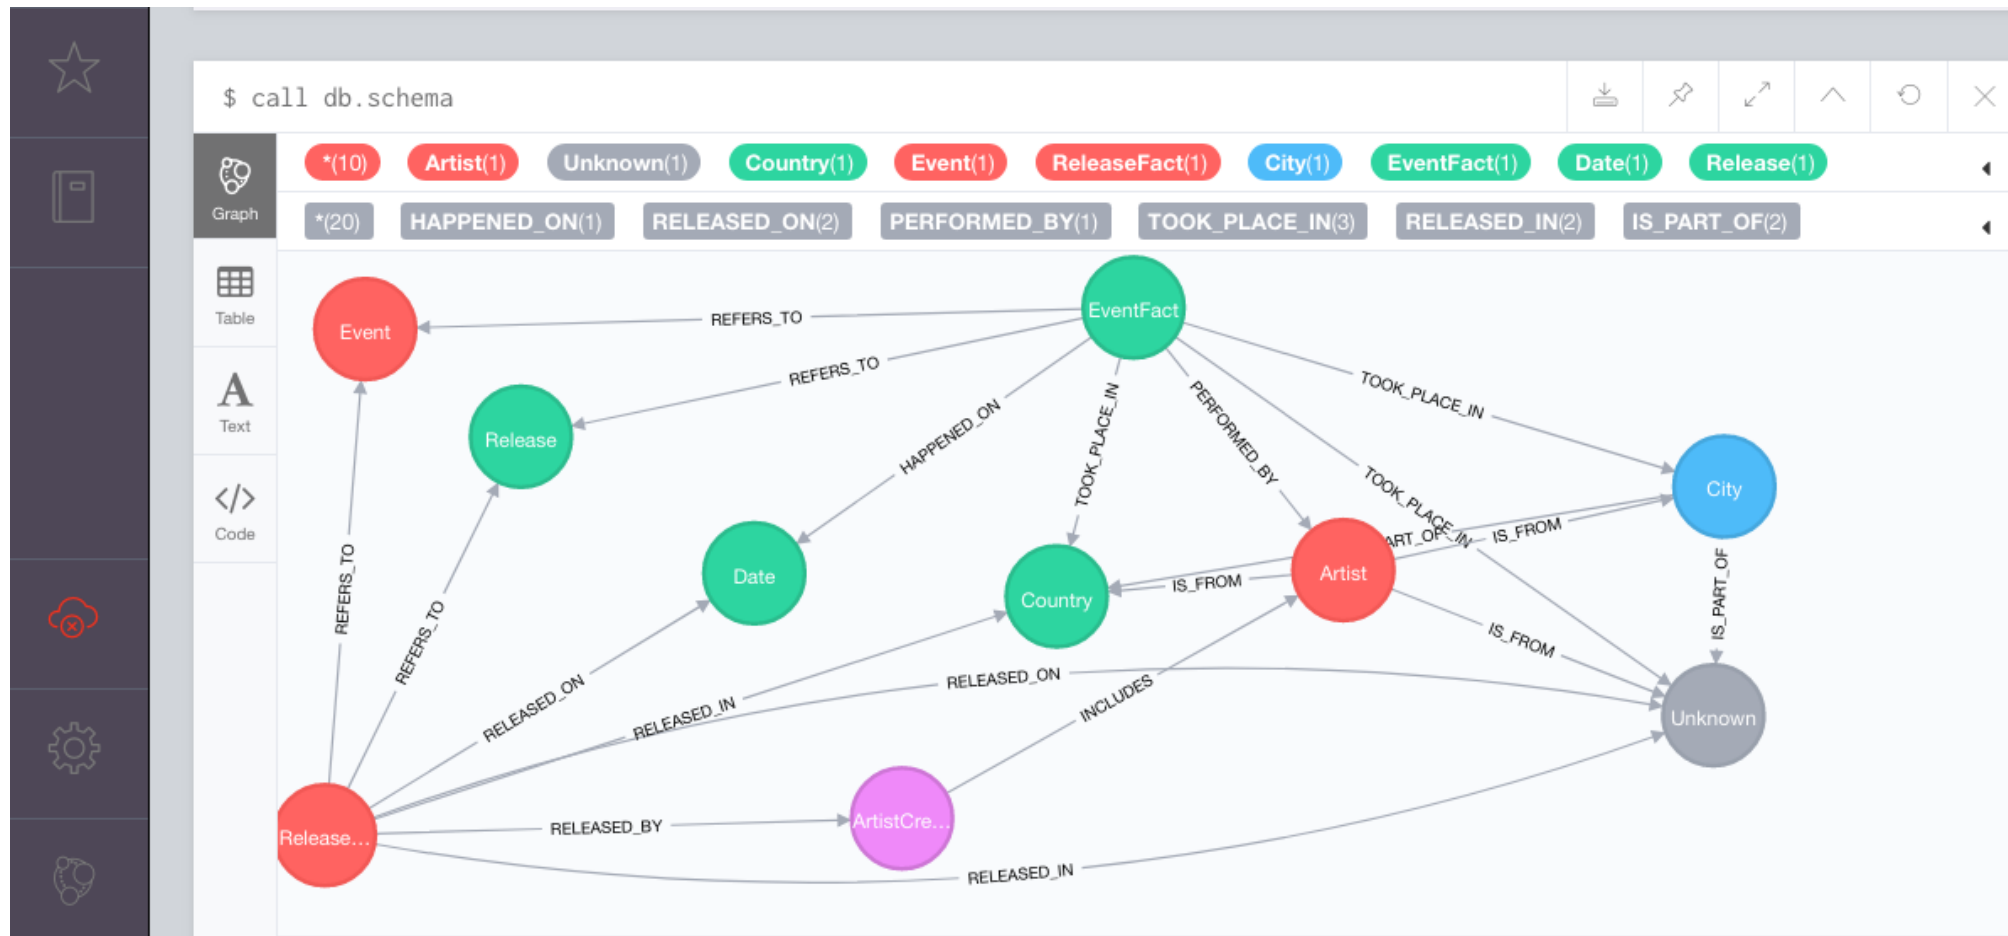 $ call db.schema
*(10) Artist(1) Unknown(1) Country(1) Event(1) ReleaseFact(1) City(1) EventFact(1) Date(1) Release(1)
*(20) HAPPENED_ON(1) RELEASED_ON(2) PERFORMED_BY(1) TOOK_PLACE_IN(3) RELEASED_IN(2) IS_PART_OF(2)
Graph
Table
A
Text
</>
Code
EventFact
Event
REFERS_TO
REFERS_TO
TOOK_PLACE_IN
Release
HAPPENED_ON
TOOK_PLACE_IN
PERFORMED_BY
TOOK_PLACE_IN
City
ART_OF
IS_FROM
Date
Country
IS_FROM
Artist
REFERS_TO
REFERS_TO
IS_FROM
IS_PART_OF
RELEASED_ON
RELEASED_IN
RELEASED_ON
INCLUDES
Unknown
Release...
RELEASED_BY
ArtistCre...
RELEASED_IN